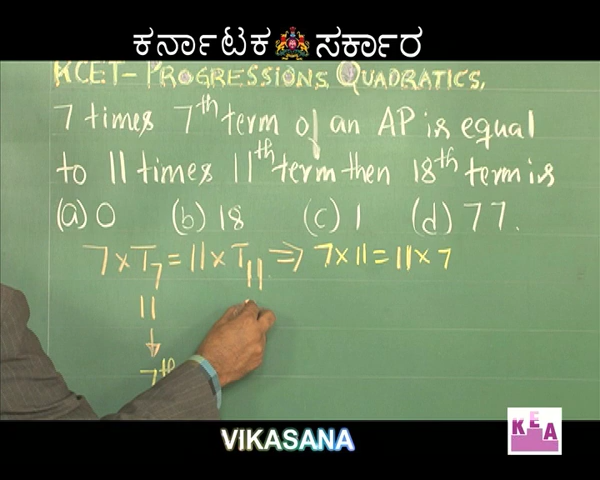 ಕರ್ನಾಟಕ ಸರ್ಕಾರ
KCET- PROGRESSIONS, QUADRATICS.
7 times 7th term of an AP is equal
to 11 times 11th term then 18th term is
(a) 0 (b) 18 (c) 1 (d) 77.
7 × T7 = 11 × T11 ⇒ 7 × 11 = 11 × 7
11
↓
7th
VIKASANA
KEA